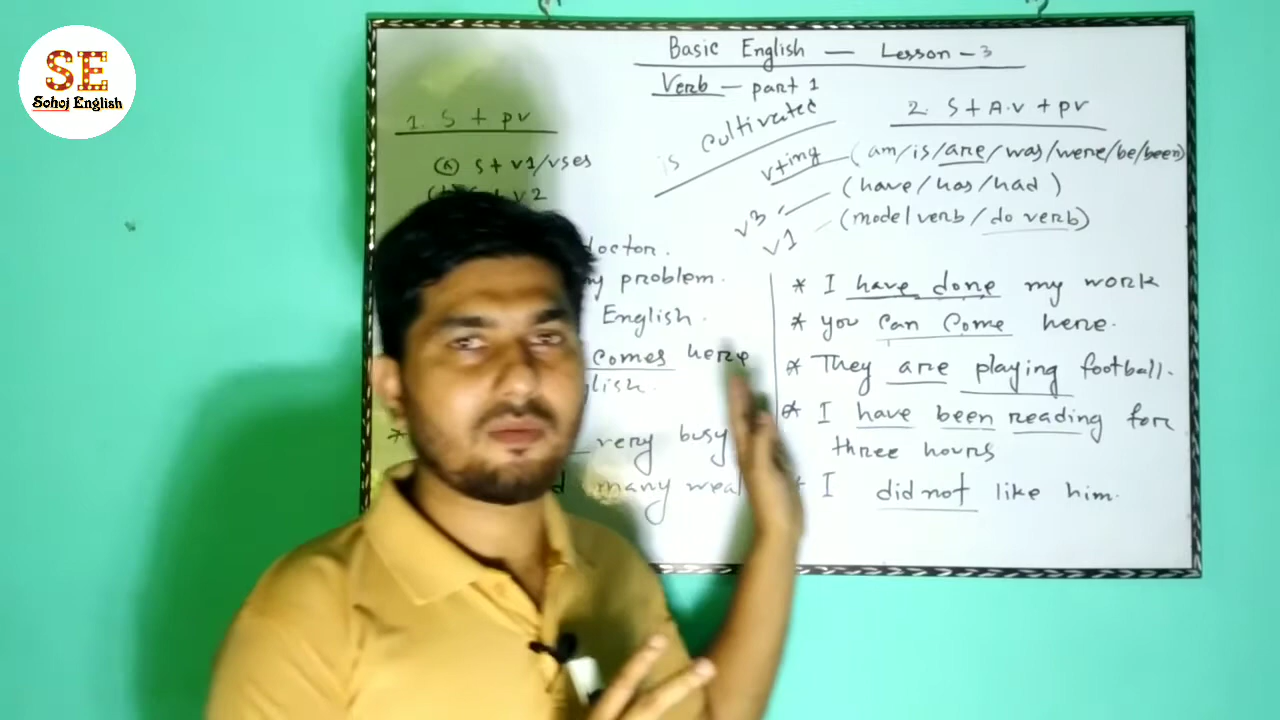 SE
Sohoj English
Basic English — Lesson - 3
Verb — part 1
1. S + pv
(a) S + v1/vses
v2
doctor.
problem.
English.
comes here
very busy
many
is cultivated
2. S + A.v + pv
v+ing (am/is/are/was/were/be/been)
v3 (have/has/had)
v1 (model verb/do verb)
* I have done my work
* you can come here.
* They are playing football.
* I have been reading for
three hours
* I did not like him.